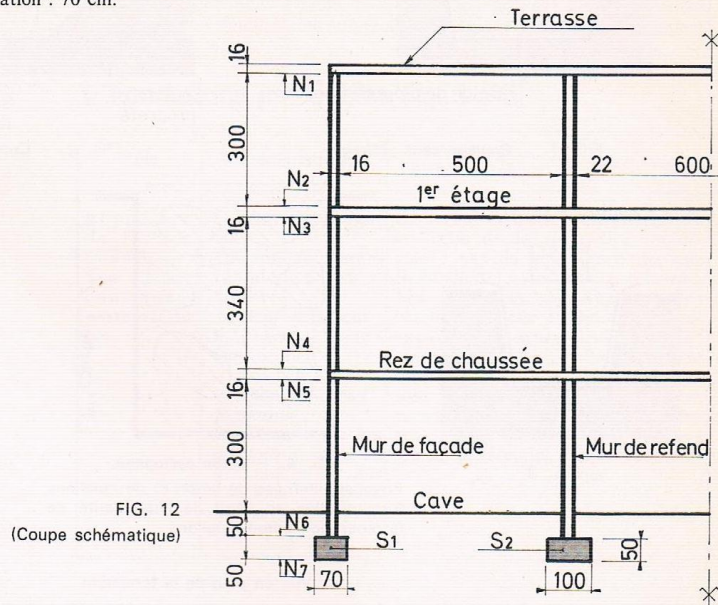 ation : 70 cm.
Terrasse
16
N1
300
16 500 22 600
N2
1er étage
16
N3
340
N4
Rez de chaussée
16
N5
300
Mur de façade
Mur de refend
FIG. 12
(Coupe schématique)
Cave
50
N6
S1
S2
50
50
N7
70
100